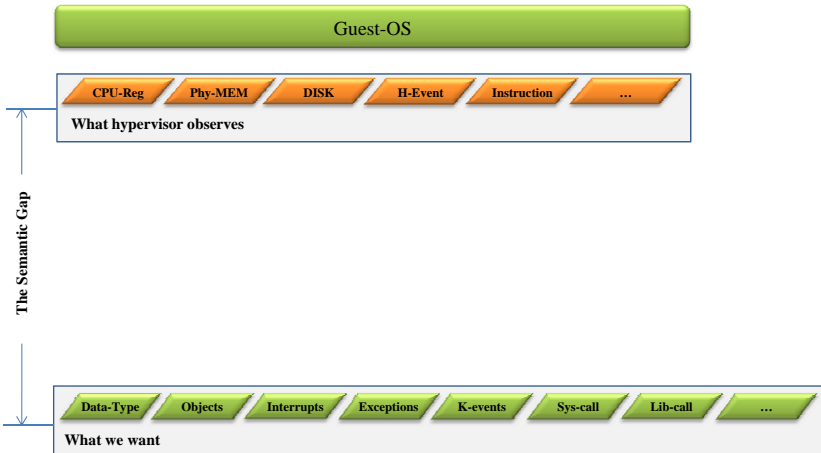 Guest-OS
CPU-Reg Phy-MEM DISK H-Event Instruction ...
What hypervisor observes
The Semantic Gap
Data-Type Objects Interrupts Exceptions K-events Sys-call Lib-call ...
What we want